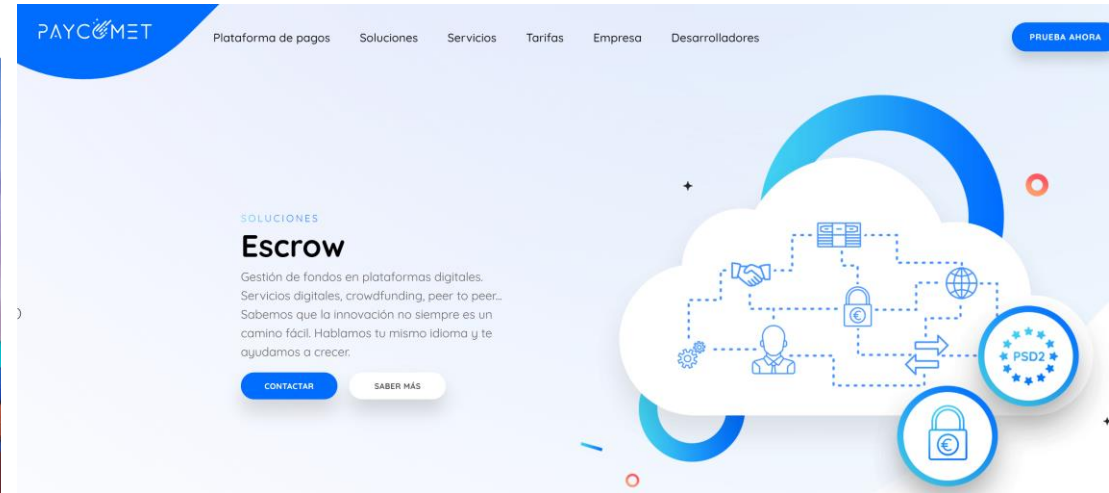 PAYCOMET
Plataforma de pagos Soluciones Servicios Tarifas Empresa Desarrolladores
PRUEBA AHORA
SOLUCIONES
Escrow
Gestión de fondos en plataformas digitales.
Servicios digitales, crowdfunding, peer to peer...
Sabemos que la innovación no siempre es un
camino fácil. Hablamos tu mismo idioma y te
ayudamos a crecer.
CONTACTAR SABER MÁS
€
PSD2
€